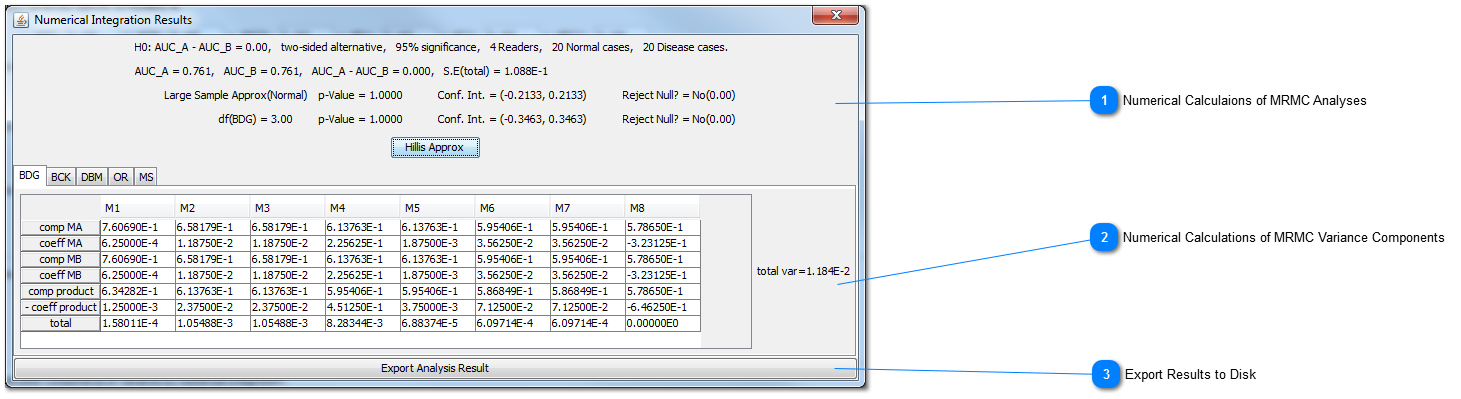 Numerical Integration Results
H0: AUC_A - AUC_B = 0.00, two-sided alternative, 95% significance, 4 Readers, 20 Normal cases, 20 Disease cases.
AUC_A = 0.761, AUC_B = 0.761, AUC_A - AUC_B = 0.000, S.E(total) = 1.088E-1
Large Sample Approx(Normal) p-Value = 1.0000 Conf. Int. = (-0.2133, 0.2133) Reject Null? = No(0.00)
1 Numerical Calculaions of MRMC Analyses
df(BDG) = 3.00 p-Value = 1.0000 Conf. Int. = (-0.3463, 0.3463) Reject Null? = No(0.00)
Hillis Approx
BDG BCK DBM OR MS
M1 M2 M3 M4 M5 M6 M7 M8
comp MA 7.60690E-1 6.58179E-1 6.58179E-1 6.13763E-1 6.13763E-1 5.95406E-1 5.95406E-1 5.78650E-1
coeff MA 6.25000E-4 1.18750E-2 1.18750E-2 2.25625E-1 1.87500E-3 3.56250E-2 3.56250E-2 -3.23125E-1
comp MB 7.60690E-1 6.58179E-1 6.58179E-1 6.13763E-1 6.13763E-1 5.95406E-1 5.95406E-1 5.78650E-1
coeff MB 6.25000E-4 1.18750E-2 1.18750E-2 2.25625E-1 1.87500E-3 3.56250E-2 3.56250E-2 -3.23125E-1
comp product 6.34282E-1 6.13763E-1 6.13763E-1 5.95406E-1 5.95406E-1 5.86849E-1 5.86849E-1 5.78650E-1
- coeff product 1.25000E-3 2.37500E-2 2.37500E-2 4.51250E-1 3.75000E-3 7.12500E-2 7.12500E-2 -6.46250E-1
total 1.58011E-4 1.05488E-3 1.05488E-3 8.28344E-3 6.88374E-5 6.09714E-4 6.09714E-4 0.00000E0
total var=1.184E-2
2 Numerical Calculations of MRMC Variance Components
Export Analysis Result
3 Export Results to Disk